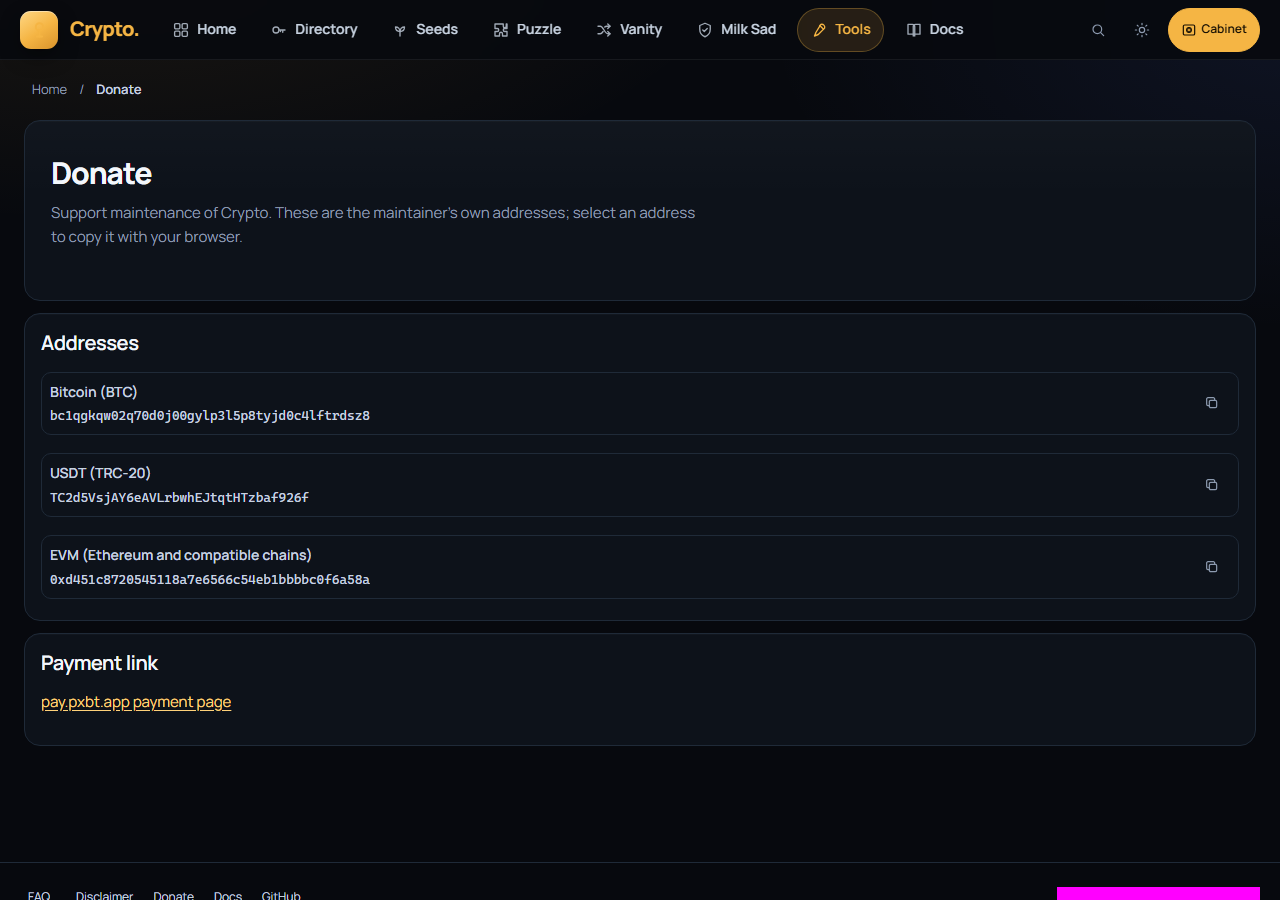 Crypto.
Home
Directory
Seeds
Puzzle
Vanity
Milk Sad
Tools
Docs
Cabinet
Home / Donate
Donate
Support maintenance of Crypto. These are the maintainer's own addresses; select an address
to copy it with your browser.
Addresses
Bitcoin (BTC)
bc1qgkqw02q70d0j00gylp3l5p8tyjd0c4lftrdsz8
USDT (TRC-20)
TC2d5VsjAY6eAVLrbwhEJtqtHTzbaf926f
EVM (Ethereum and compatible chains)
0xd451c8720545118a7e6566c54eb1bbbbc0f6a58a
Payment link
pay.pxbt.app payment page
FAQ Disclaimer Donate Docs GitHub